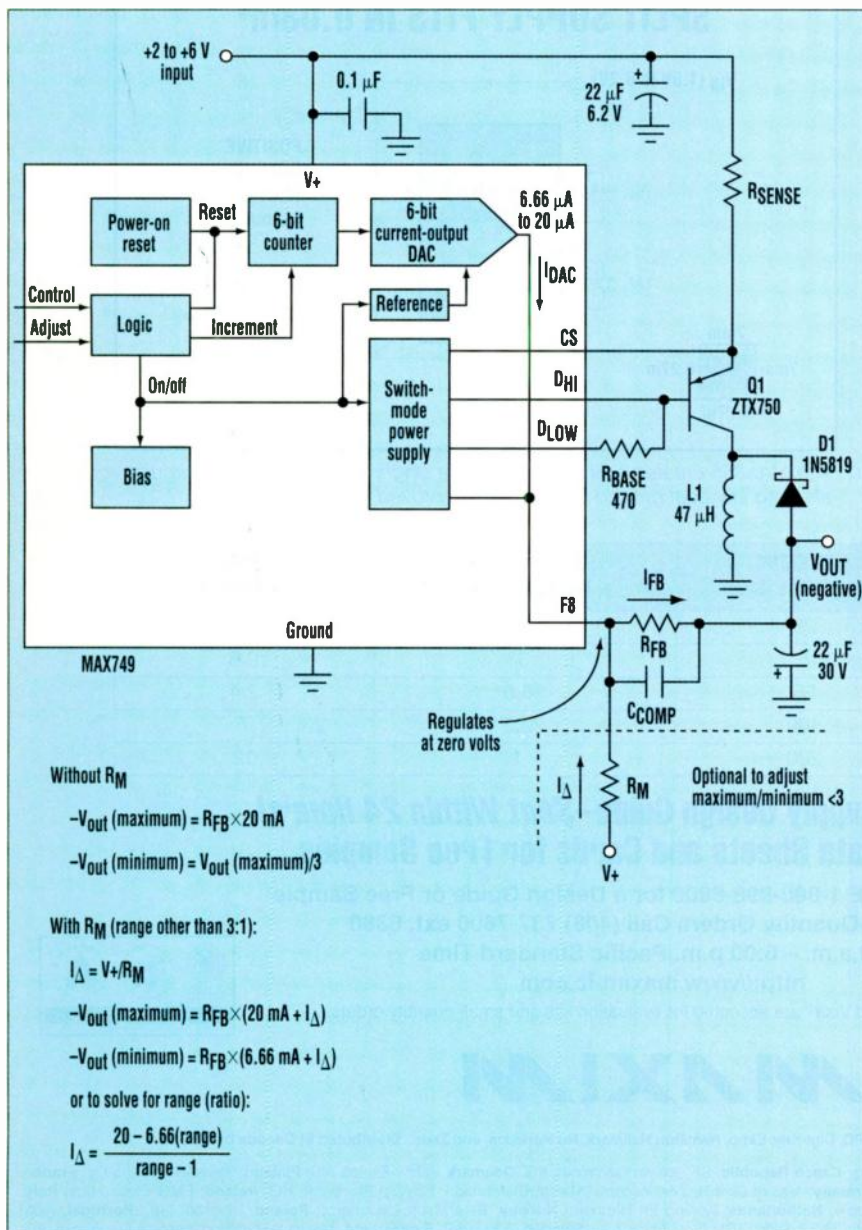 SPLIT SUPPLY FITS IN
+2 to +6 V
input
0.1 µF
22 µF
6.2 V
+
V+
RSENSE
6.66 µA
to 20 µA
Power-on
reset
Reset
6-bit
counter
6-bit
current-output
DAC
IDAC
Control
Adjust
Logic
Increment
Reference
CS
On/off
DHI
Q1
ZTX750
Switch-
mode
power
supply
DLOW
D1
1N5819
Bias
RBASE
470
L1
47 µH
VOUT
(negative)
IFB
F8
RFB
Ground
MAX749
22 µF
30 V
+
CCOMP
Regulates
at zero volts
IΔ
RM
Optional to adjust
maximum/minimum <3
V+
Without RM
–Vout (maximum) = RFB×20 mA
–Vout (minimum) = Vout (maximum)/3
With RM (range other than 3:1):
IΔ = V+/RM
–Vout (maximum) = RFB×(20 mA + IΔ)
–Vout (minimum) = RFB×(6.66 mA + IΔ)
or to solve for range (ratio):
IΔ = 20 – 6.66(range)
range – 1